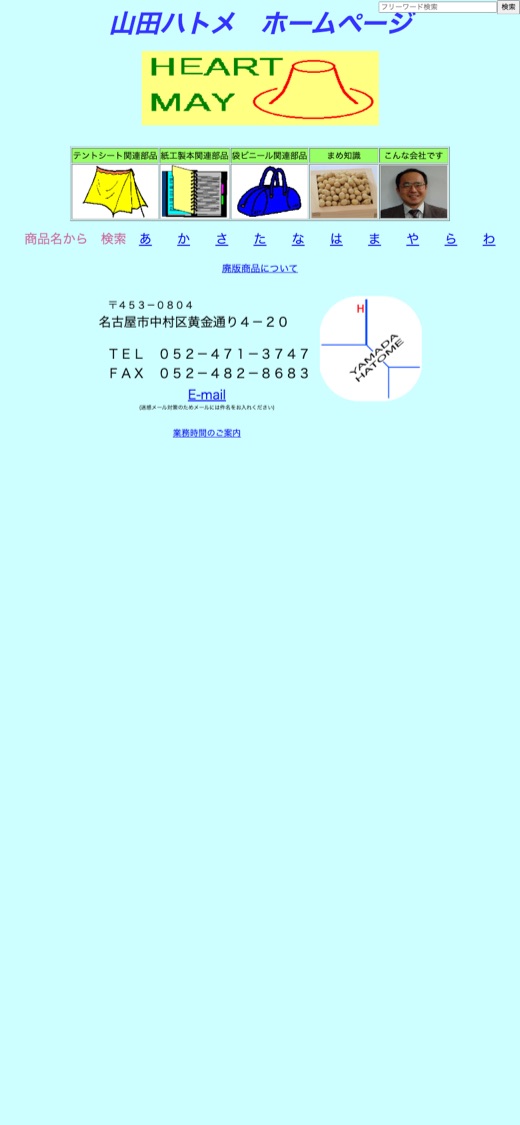 フリーワード検索 検索
山田ハトメ　ホームページ
HEART
MAY
テントシート関連部品 紙工製本関連部品 袋ビニール関連部品 まめ知識 こんな会社です
商品名から　検索 あ か さ た な は ま や ら わ
廃版商品について
〒４５３－０８０４
名古屋市中村区黄金通り４－２０
ＴＥＬ　０５２－４７１－３７４７
ＦＡＸ　０５２－４８２－８６８３
E-mail
(迷惑メール対策のためメールには件名をお入れください)
業務時間のご案内
H
YAMADA
HATOME